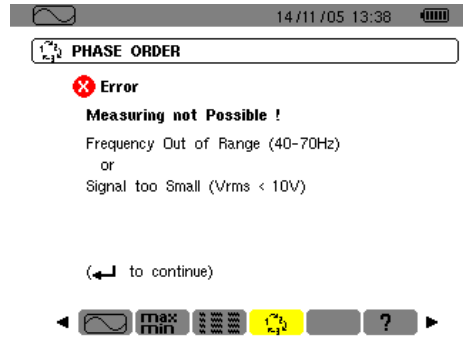 14/11/05 13:38
PHASE ORDER
Error
Measuring not Possible !
Frequency Out of Range (40-70Hz)
or
Signal too Small (Vrms < 10V)
(↵ to continue)
max
min
?